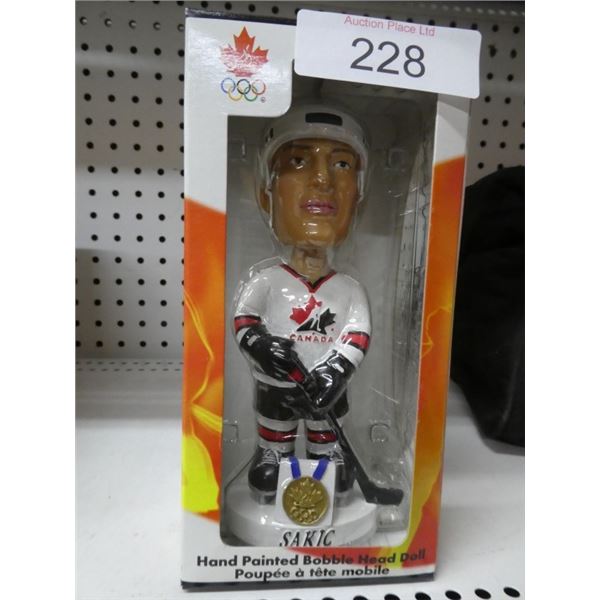 Auction Place Ltd
228
CANADA
SAKIC
Hand Painted Bobble Head Doll
Poupée à tête mobile